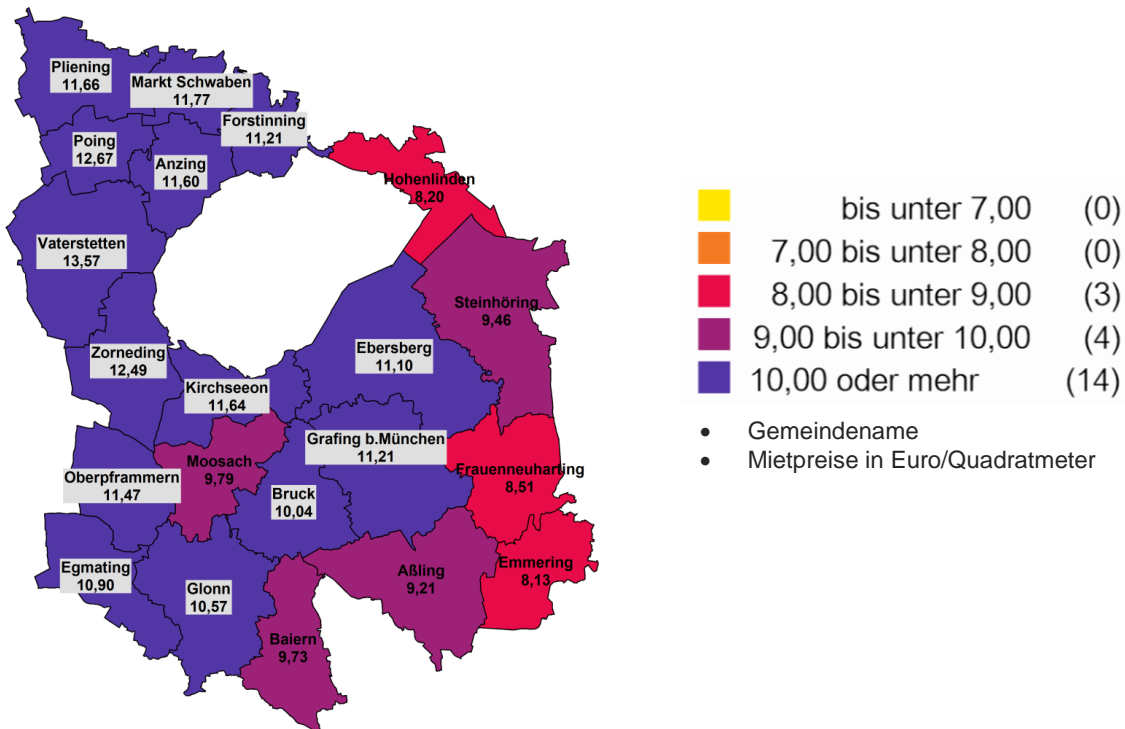 Pliening
11,66
Markt Schwaben
11,77
Forstinning
11,21
Poing
12,67
Anzing
11,60
Hohenlinden
8,20
Vaterstetten
13,57
Steinhöring
9,46
Zorneding
12,49
Ebersberg
11,10
Kirchseeon
11,64
Grafing b.München
11,21
Moosach
9,79
Frauenneuharting
8,51
Oberpframmern
11,47
Bruck
10,04
Egmating
10,90
Glonn
10,57
Aßling
9,21
Emmering
8,13
Baiern
9,73
bis unter 7,00 (0)
7,00 bis unter 8,00 (0)
8,00 bis unter 9,00 (3)
9,00 bis unter 10,00 (4)
10,00 oder mehr (14)
• Gemeindename
• Mietpreise in Euro/Quadratmeter